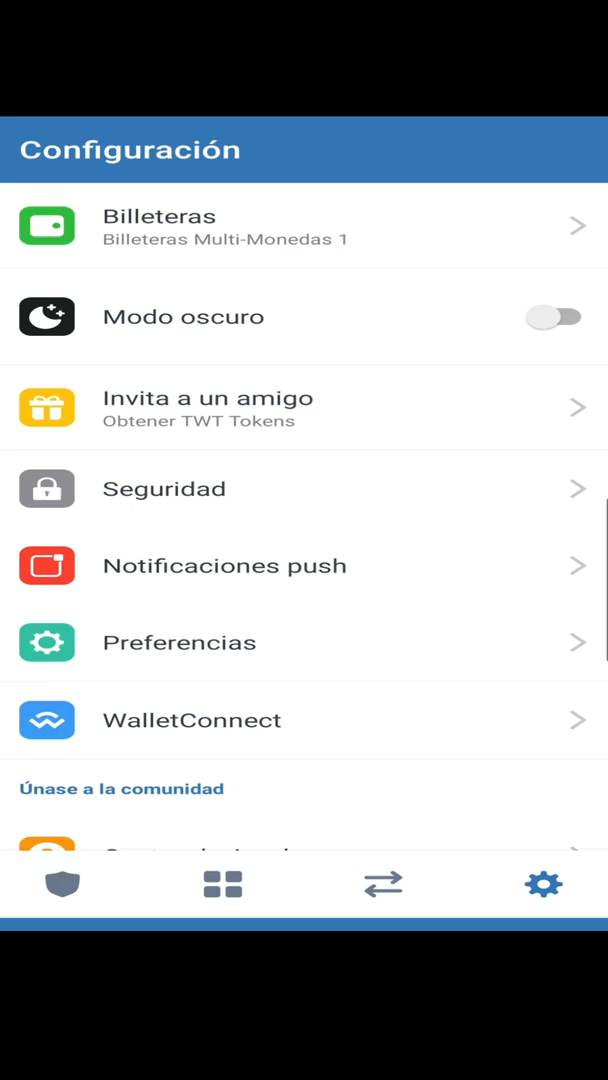 Configuración
Billeteras
Billeteras Multi-Monedas 1
Modo oscuro
Invita a un amigo
Obtener TWT Tokens
Seguridad
Notificaciones push
Preferencias
WalletConnect
Únase a la comunidad